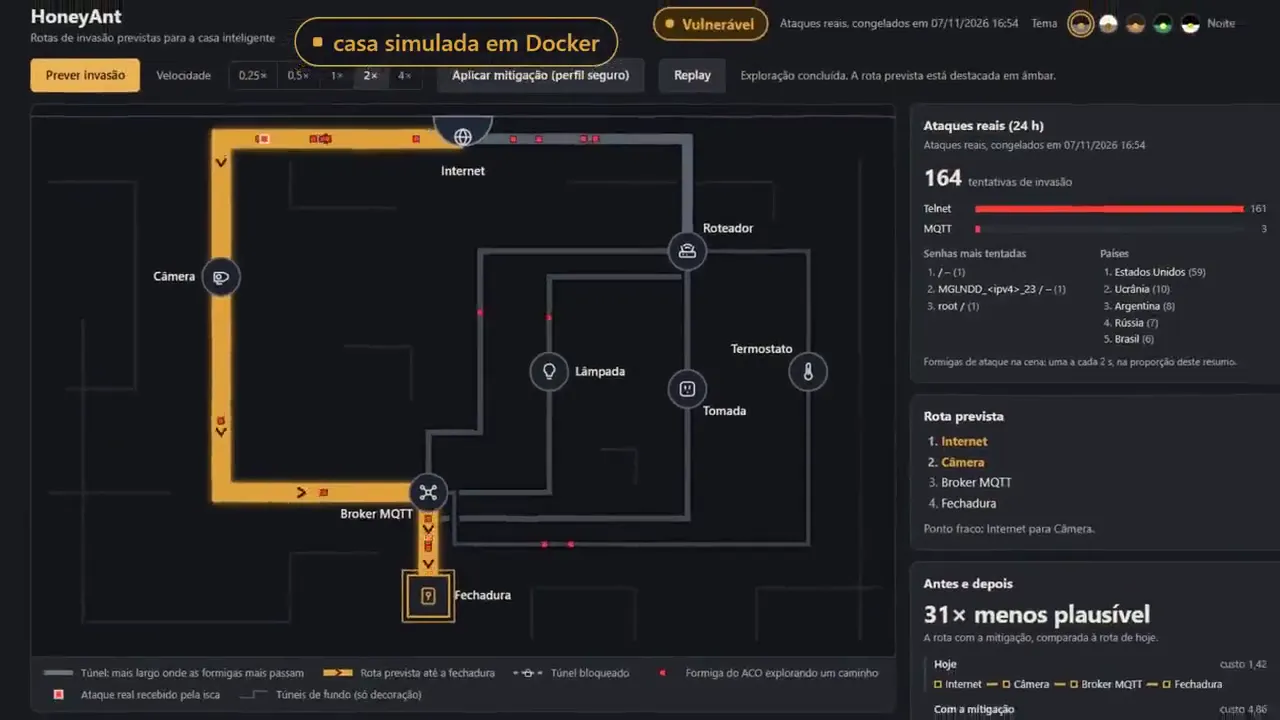 HoneyAnt
Rotas de invasão previstas para a casa inteligente
casa simulada em Docker
Vulnerável
Ataques reais, congelados em 07/11/2026 16:54
Tema
Noite
Prever invasão
Velocidade
0.25×
0.5×
1×
2×
4×
Aplicar mitigação (perfil seguro)
Replay
Exploração concluída. A rota prevista está destacada em âmbar.
Internet
Roteador
Câmera
Lâmpada
Termostato
Tomada
Broker MQTT
Fechadura
Túnel: mais largo onde as formigas mais passam
Rota prevista até a fechadura
Túnel bloqueado
Formiga do ACO explorando um caminho
Ataque real recebido pela isca
Túneis de fundo (só decoração)
Ataques reais (24 h)
Ataques reais, congelados em 07/11/2026 16:54
164 tentativas de invasão
Telnet 161
MQTT 3
Senhas mais tentadas
1. / – (1)
2. MGLNDD_<ipv4>_23 / – (1)
3. root / (1)
Países
1. Estados Unidos (59)
2. Ucrânia (10)
3. Argentina (8)
4. Rússia (7)
5. Brasil (6)
Formigas de ataque na cena: uma a cada 2 s, na proporção deste resumo.
Rota prevista
1. Internet
2. Câmera
3. Broker MQTT
4. Fechadura
Ponto fraco: Internet para Câmera.
Antes e depois
31× menos plausível
A rota com a mitigação, comparada à rota de hoje.
Hoje custo 1,42
Internet — Câmera — Broker MQTT — Fechadura
Com a mitigação custo 4,86